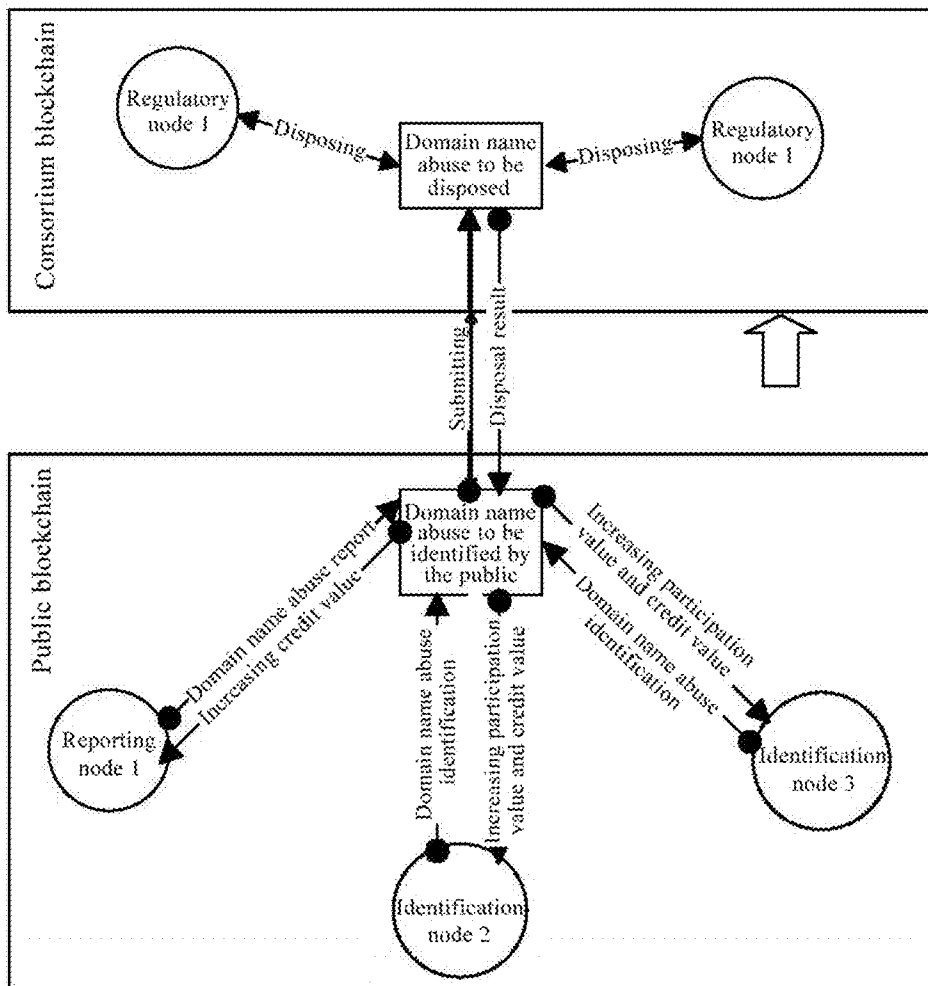 Consortium blockchain
Regulatory
node 1
Disposing
Domain name
abuse to be
disposed
Disposing
Regulatory
node 1
Submitting
Disposal result
Public blockchain
Domain name
abuse to be
identified by
the public
Domain name abuse report
Increasing credit value
Increasing participation
value and credit value
Domain name abuse
identification
Domain name abuse
identification
Increasing participation
value and credit value
Reporting
node 1
Identification
node 3
Identification
node 2